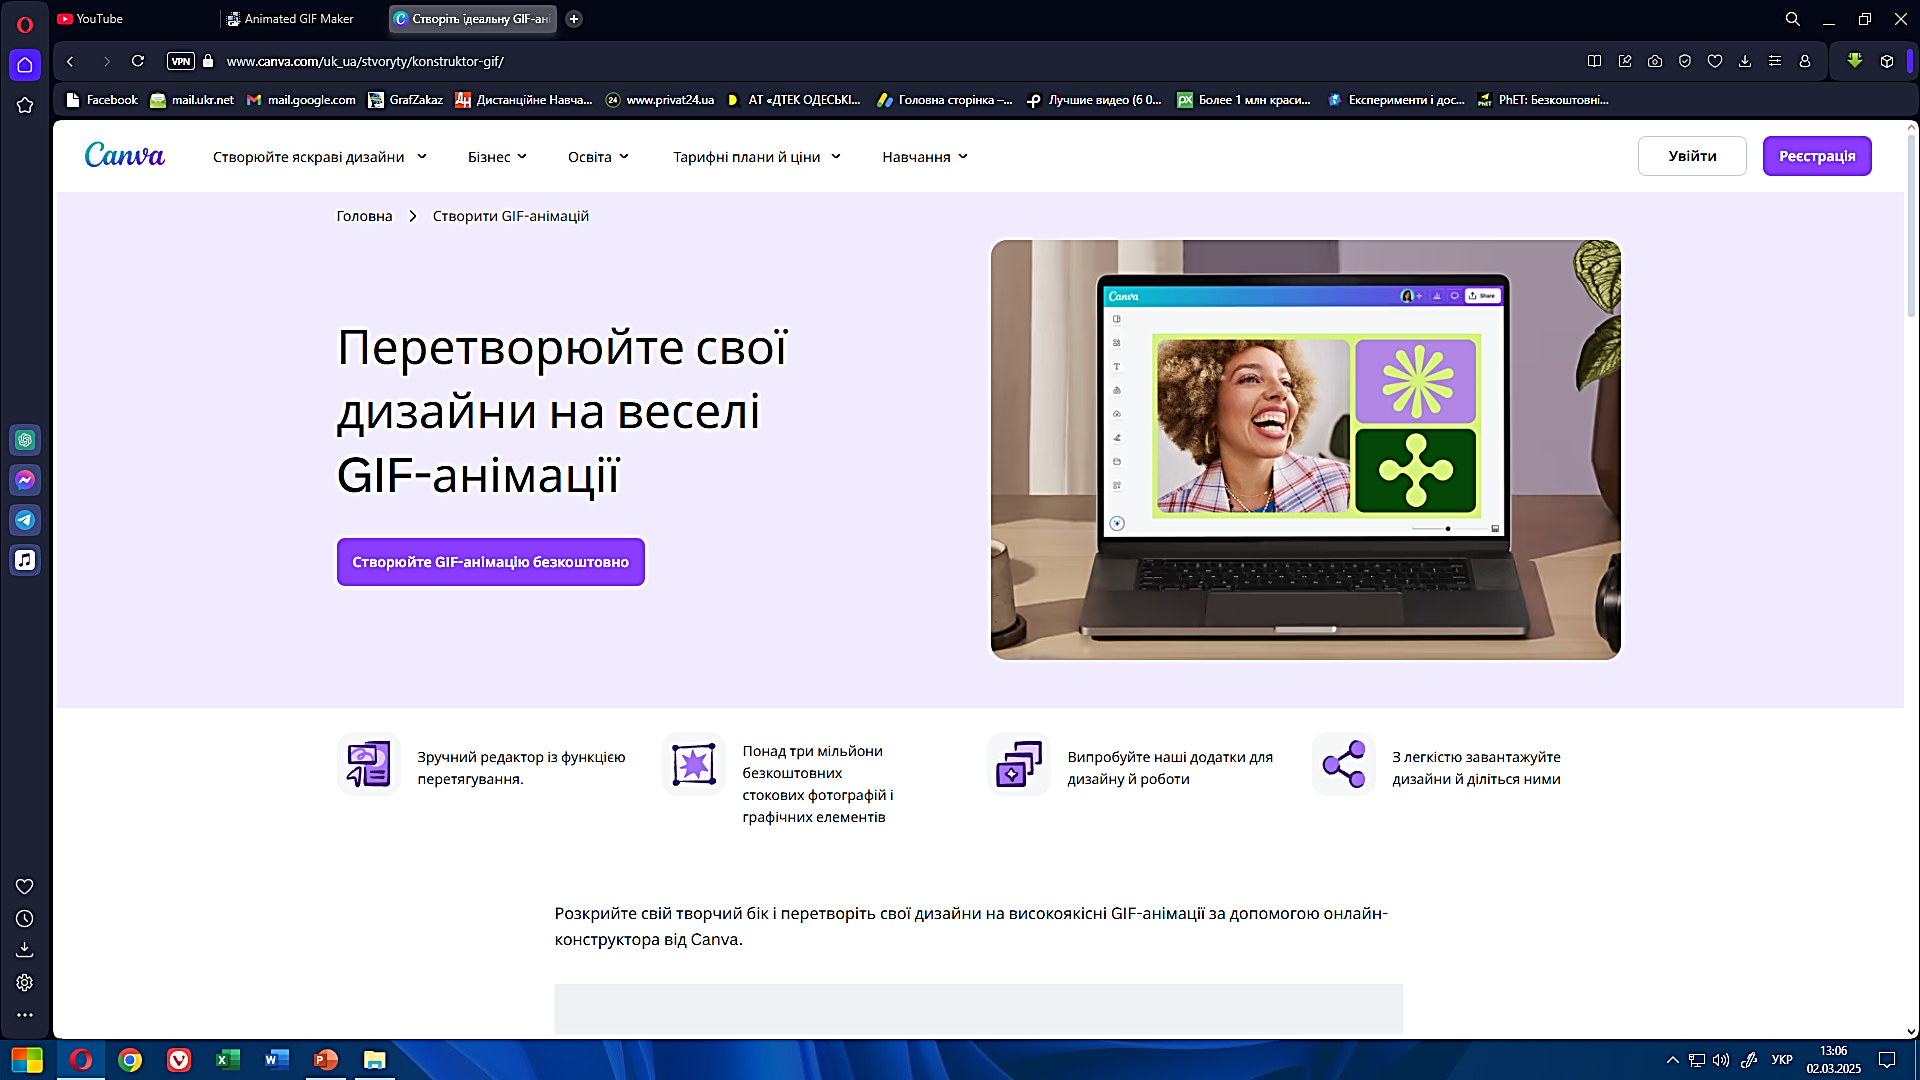 YouTube
Animated GIF Maker
Створіть ідеальну GIF-ані
VPN
www.canva.com/uk_ua/stvoryty/konstruktor-gif/
Facebook
mail.ukr.net
mail.google.com
GrafZakaz
Дистанційне Навча...
www.privat24.ua
АТ «ДТЕК ОДЕСЬКІ...
Головна сторінка –...
Лучшие видео (6 0...
Более 1 млн краси...
Експерименти і дос...
PhET: Безкоштовні...
Canva
Створюйте яскраві дизайни
Бізнес
Освіта
Тарифні плани й ціни
Навчання
Увійти
Реєстрація
Головна
Створити GIF-анімацій
Перетворюйте свої
дизайни на веселі
GIF-анімації
Створюйте GIF-анімацію безкоштовно
Canva
Share
Зручний редактор із функцією
перетягування.
Понад три мільйони
безкоштовних
стокових фотографій і
графічних елементів
Випробуйте наші додатки для
дизайну й роботи
З легкістю завантажуйте
дизайни й діліться ними
Розкрийте свій творчий бік і перетворіть свої дизайни на високоякісні GIF-анімації за допомогою онлайн-
конструктора від Canva.
УКР
13:06
02.03.2025